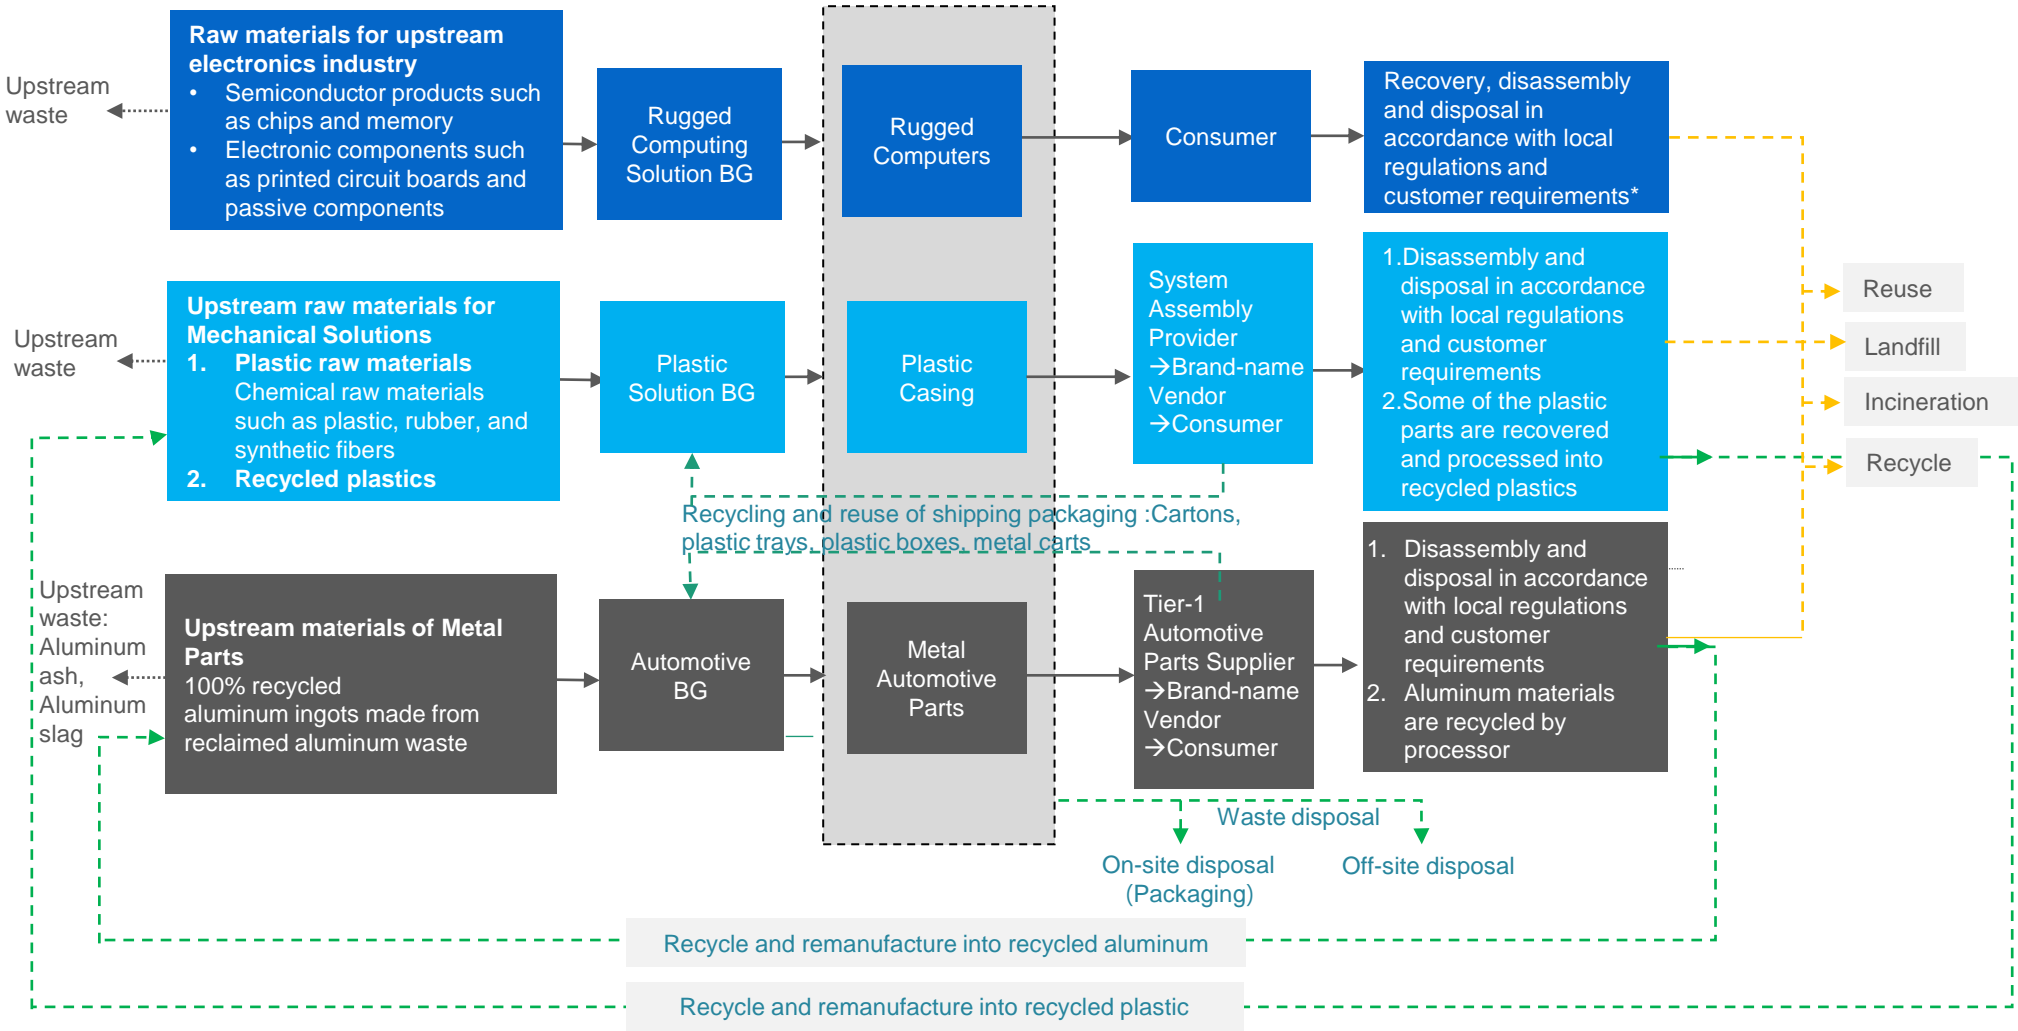 Upstream
waste
Raw materials for upstream
electronics industry
• Semiconductor products such
as chips and memory
• Electronic components such
as printed circuit boards and
passive components
Rugged
Computing
Solution BG
Rugged
Computers
Consumer
Recovery, disassembly
and disposal in
accordance with local
regulations and
customer requirements*
Upstream
waste
Upstream raw materials for
Mechanical Solutions
1. Plastic raw materials
Chemical raw materials
such as plastic, rubber, and
synthetic fibers
2. Recycled plastics
Plastic
Solution BG
Plastic
Casing
System
Assembly
Provider
→Brand-name
Vendor
→Consumer
1.Disassembly and
disposal in accordance
with local regulations
and customer
requirements
2.Some of the plastic
parts are recovered
and processed into
recycled plastics
Reuse
Landfill
Incineration
Recycle
Recycling and reuse of shipping packaging :Cartons,
plastic trays, plastic boxes, metal carts
Upstream
waste:
Aluminum
ash,
Aluminum
slag
Upstream materials of Metal
Parts
100% recycled
aluminum ingots made from
reclaimed aluminum waste
Automotive
BG
Metal
Automotive
Parts
Tier-1
Automotive
Parts Supplier
→Brand-name
Vendor
→Consumer
1. Disassembly and
disposal in accordance
with local regulations
and customer
requirements
2. Aluminum materials
are recycled by
processor
Waste disposal
On-site disposal
(Packaging)
Off-site disposal
Recycle and remanufacture into recycled aluminum
Recycle and remanufacture into recycled plastic